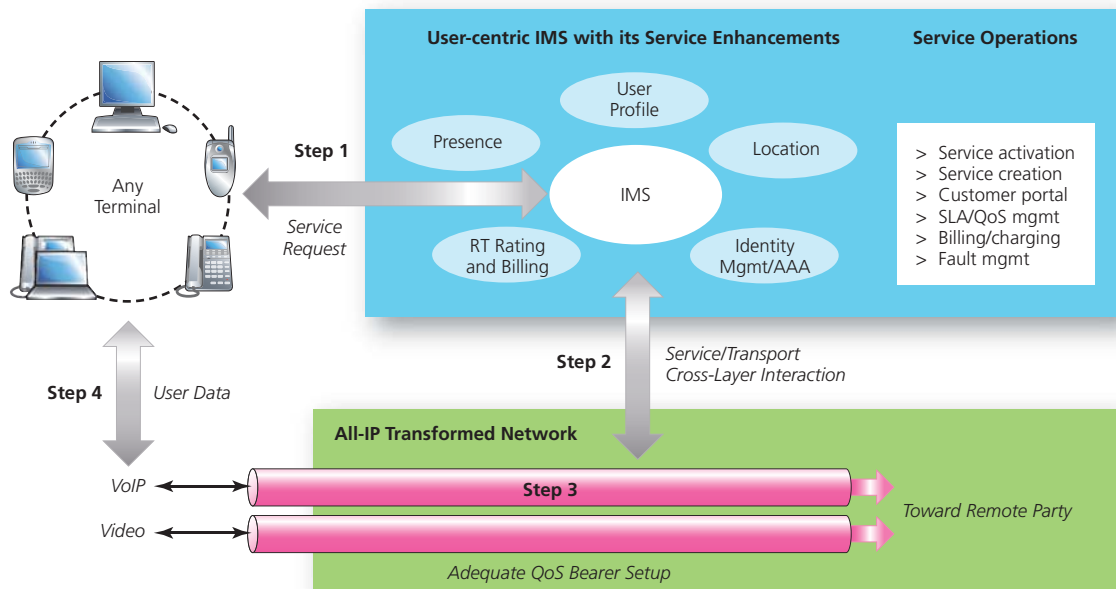 User-centric IMS with its Service Enhancements
Service Operations
User
Profile
Presence
Location
IMS
RT Rating
and Billing
Identity
Mgmt/AAA
> Service activation
> Service creation
> Customer portal
> SLA/QoS mgmt
> Billing/charging
> Fault mgmt
Any
Terminal
Step 1
Service
Request
Step 2
Service/Transport
Cross-Layer Interaction
Step 4
User Data
All-IP Transformed Network
VoIP
Step 3
Video
Toward Remote Party
Adequate QoS Bearer Setup